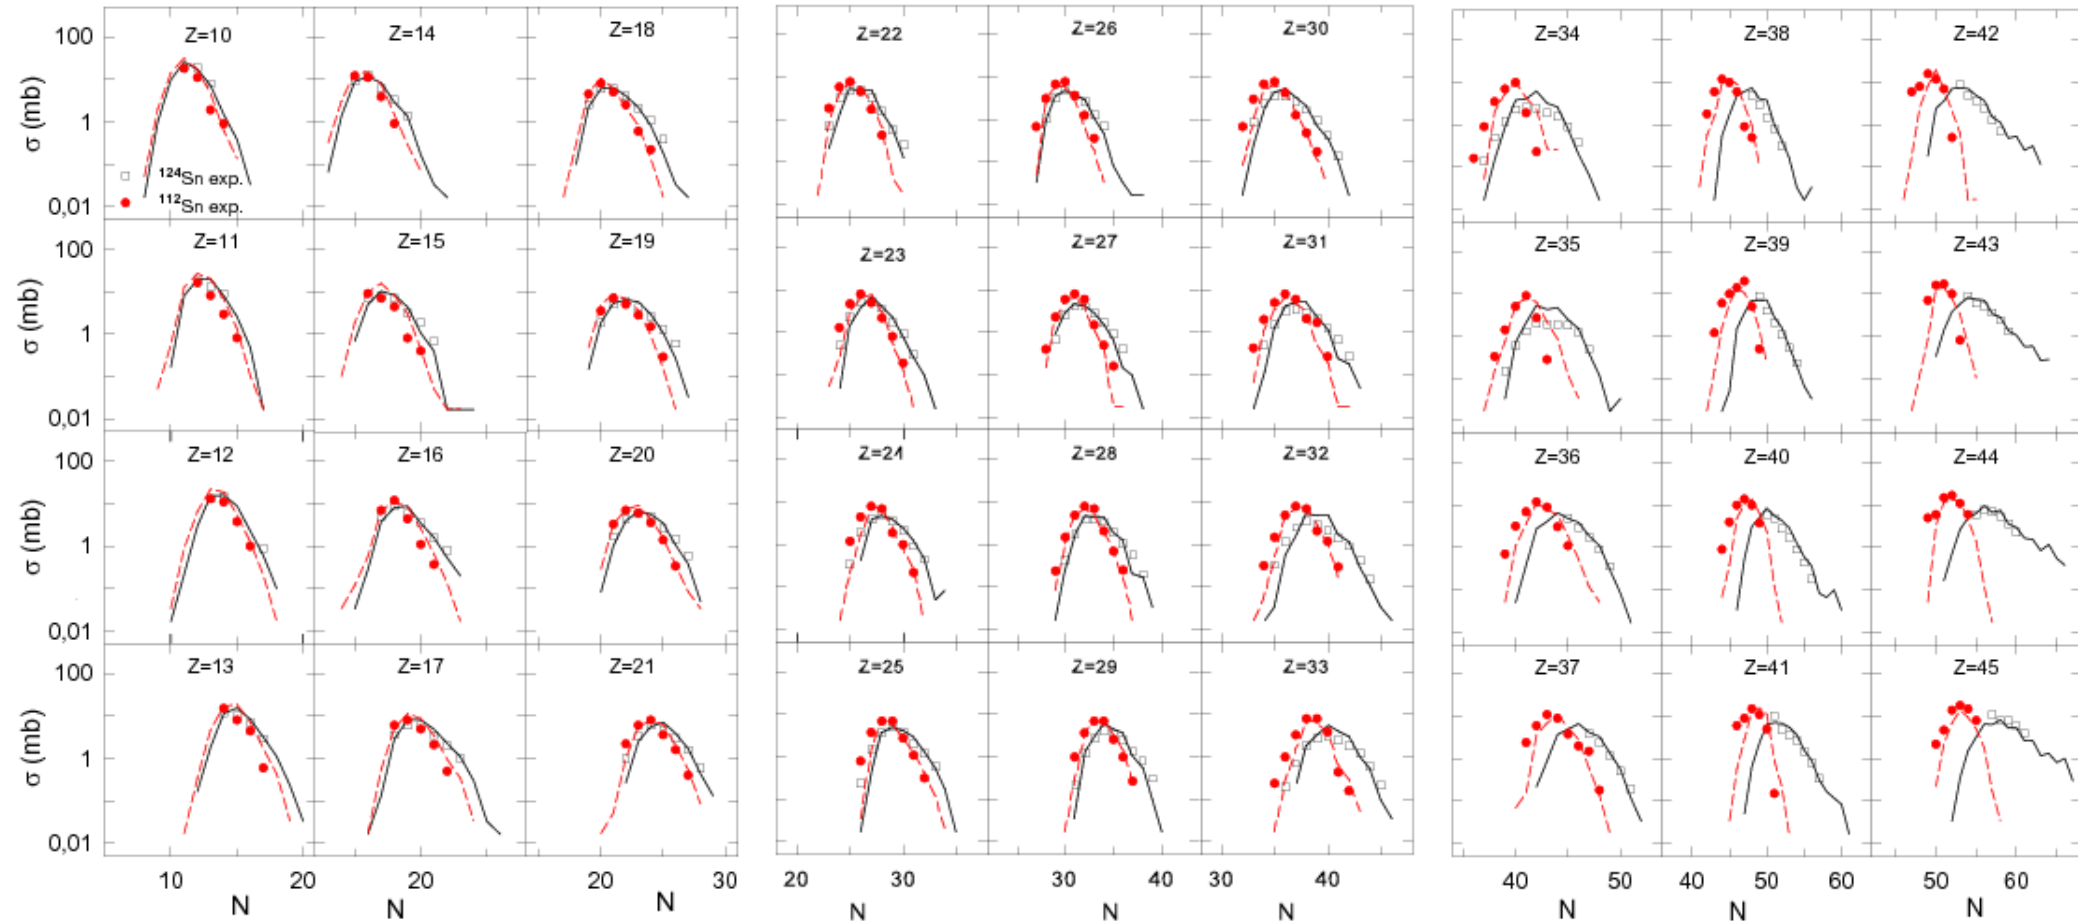 Z=10 Z=14 Z=18 Z=22 Z=26 Z=30 Z=34 Z=38 Z=42
100
1
0,01
σ (mb)
¹²⁴Sn exp.
¹¹²Sn exp.
Z=11 Z=15 Z=19 Z=23 Z=27 Z=31 Z=35 Z=39 Z=43
100
1
0,01
σ (mb)
Z=12 Z=16 Z=20 Z=24 Z=28 Z=32 Z=36 Z=40 Z=44
100
1
0,01
σ (mb)
Z=13 Z=17 Z=21 Z=25 Z=29 Z=33 Z=37 Z=41 Z=45
100
1
0,01
σ (mb)
10 20 20 20 30 20 30 30 40 30 40 40 50 40 50 60 50 60
N N N N N N N N N